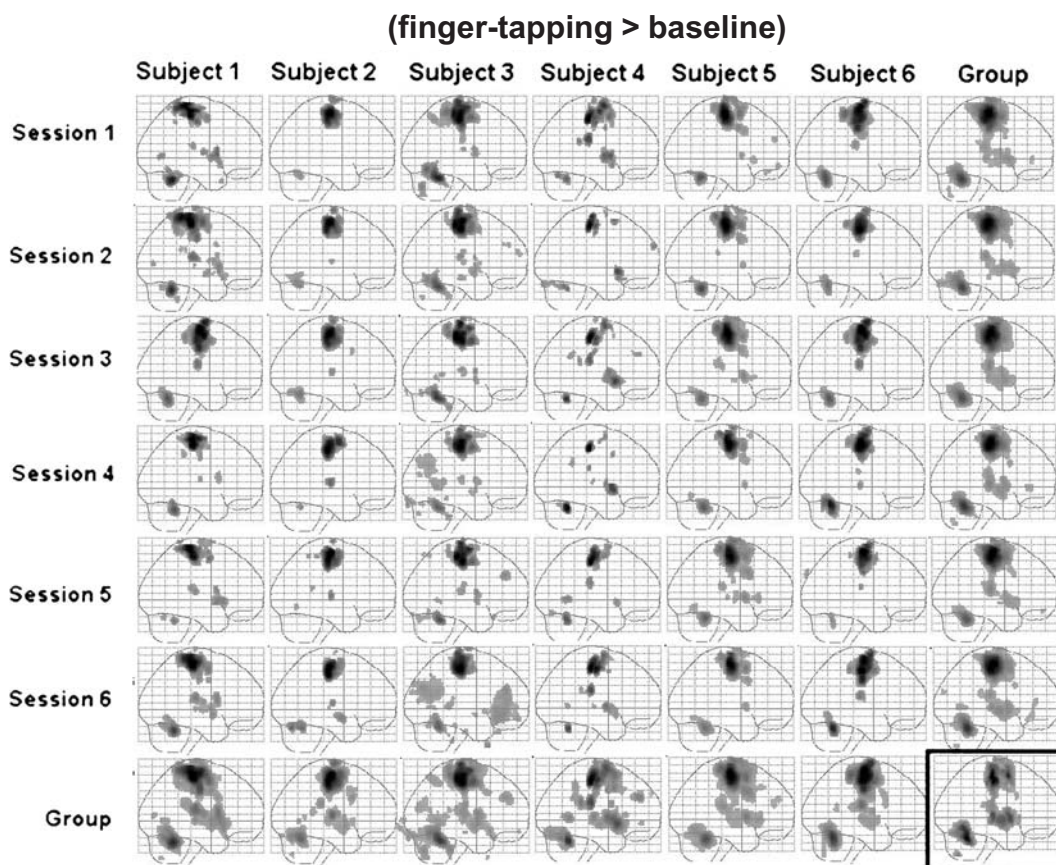 (finger-tapping > baseline)
Subject 1 Subject 2 Subject 3 Subject 4 Subject 5 Subject 6 Group
Session 1
Session 2
Session 3
Session 4
Session 5
Session 6
Group